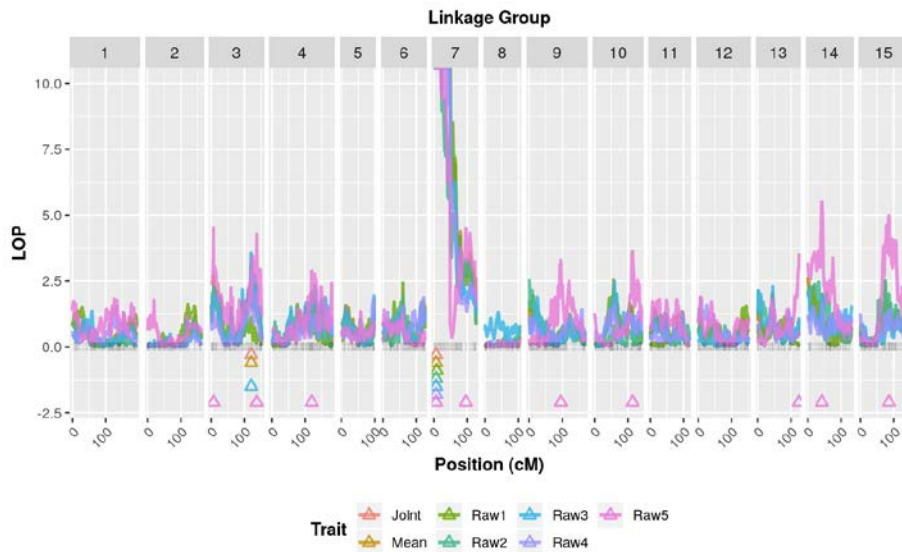 Linkage Group
1 2 3 4 5 6 7 8 9 10 11 12 13 14 15
10.0
7.5
5.0
2.5
0.0
-2.5
LOP
0 100 0 100 0 100 0 100 0 100 0 100 0 100 0 100 0 100 0 100 0 100 0 100 0 100 0 100 0 100
Position (cM)
Trait
Joint Raw1 Raw3 Raw5
Mean Raw2 Raw4